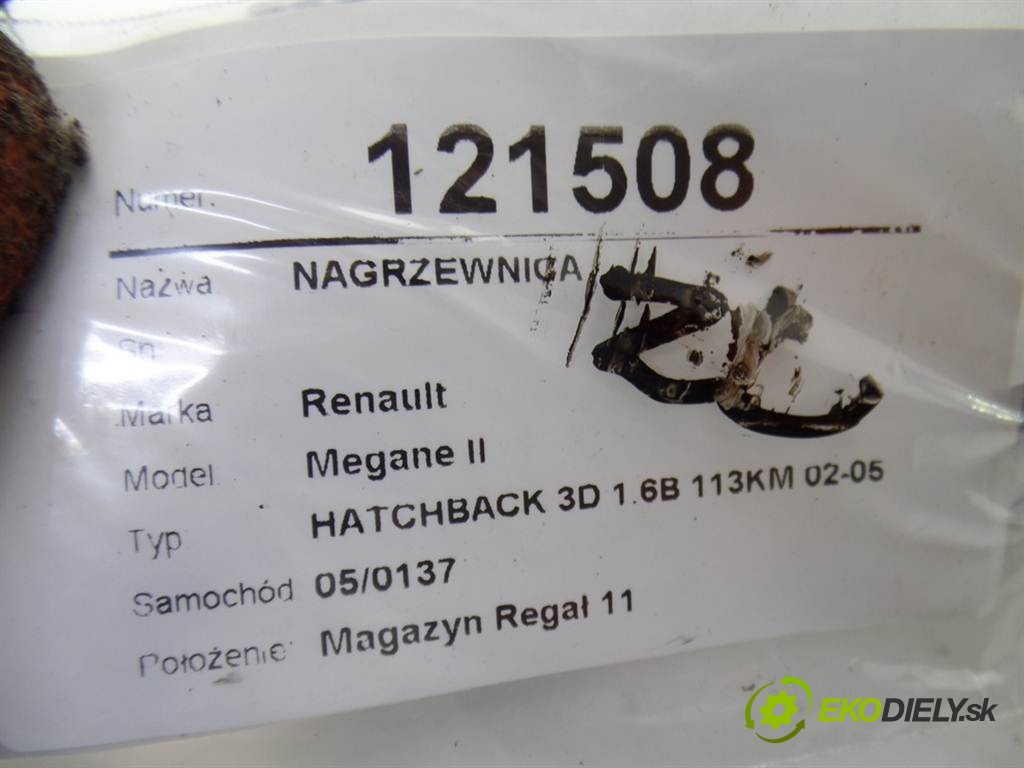 Numer: 121508
Nazwa NAGRZEWNICA
Sn
Marka Renault
Model Megane II
Typ HATCHBACK 3D 1.6B 113KM 02-05
Samochód 05/0137
Położenie: Magazyn Regał 11
EKODIELY.sk